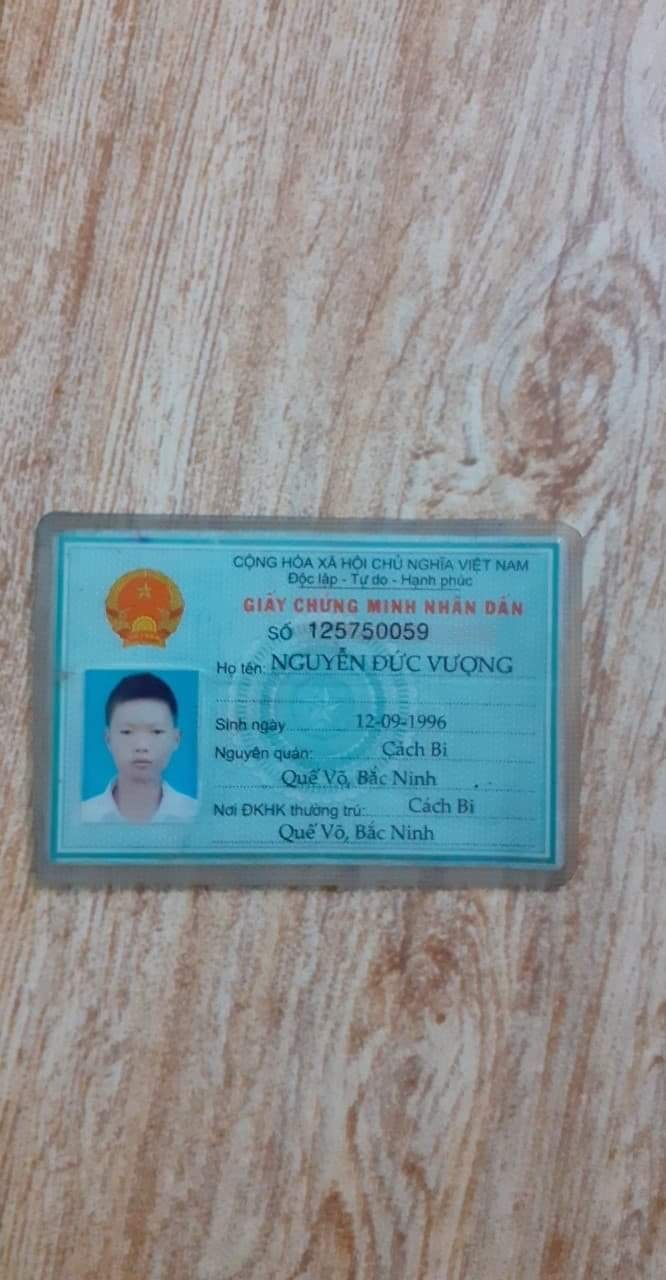 CỘNG HÒA XÃ HỘI CHỦ NGHĨA VIỆT NAM
Độc lập - Tự do - Hạnh phúc
GIẤY CHỨNG MINH NHÂN DÂN
SỐ 125750059
Họ tên: NGUYỄN ĐỨC VƯỢNG
Sinh ngày 12-09-1996
Nguyên quán: Cách Bi
Quế Võ, Bắc Ninh
Nơi ĐKHK thường trú: Cách Bi
Quế Võ, Bắc Ninh